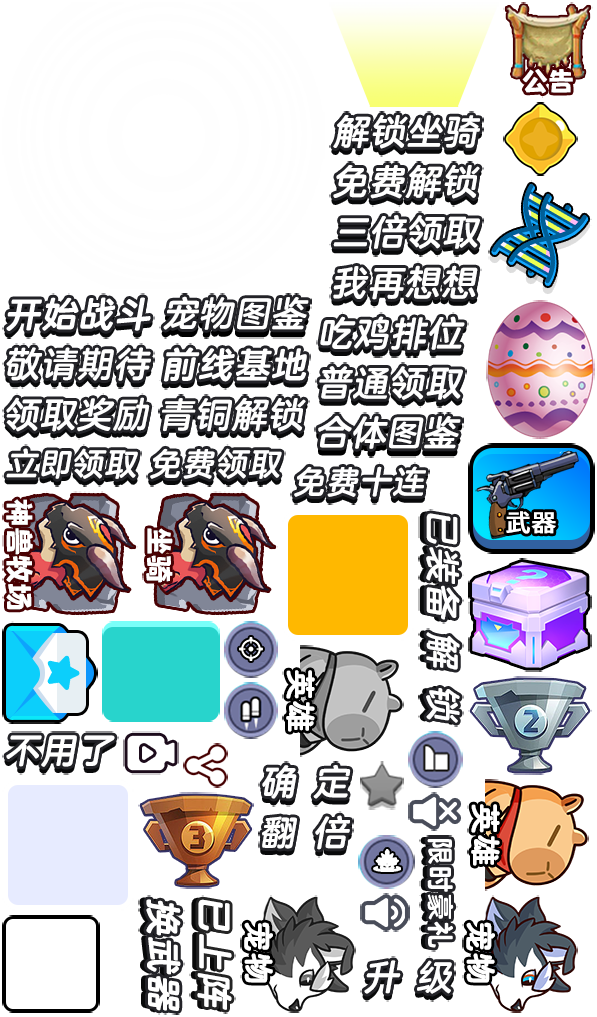 公告
解锁坐骑
免费解锁
三倍领取
我再想想
开始战斗
宠物图鉴
吃鸡排位
敬请期待
前线基地
普通领取
领取奖励
青铜解锁
合体图鉴
立即领取
免费领取
免费十连
武器
神兽牧场
坐骑
已装备
解锁
英雄
2
不用了
确定
翻倍
3
英雄
限时豪礼
换武器
已上阵
宠物
升级
宠物